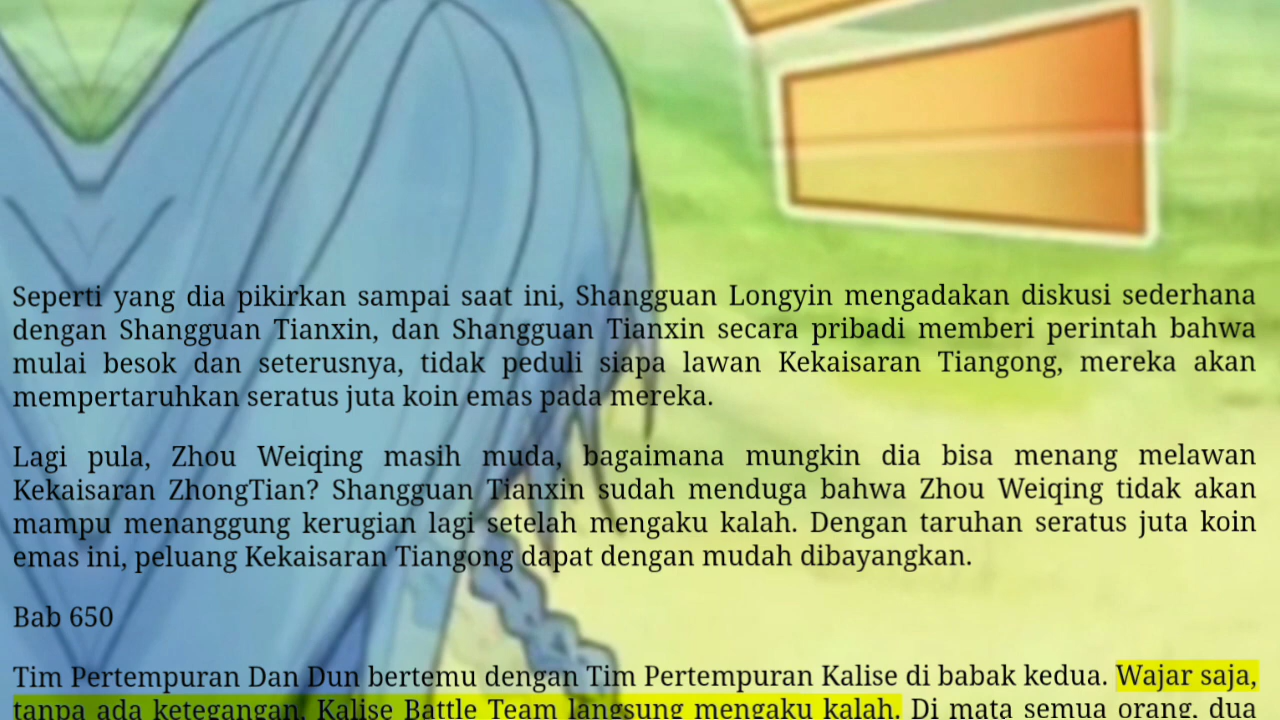 Seperti yang dia pikirkan sampai saat ini, Shangguan Longyin mengadakan diskusi sederhana
dengan Shangguan Tianxin, dan Shangguan Tianxin secara pribadi memberi perintah bahwa
mulai besok dan seterusnya, tidak peduli siapa lawan Kekaisaran Tiangong, mereka akan
mempertaruhkan seratus juta koin emas pada mereka.
Lagi pula, Zhou Weiqing masih muda, bagaimana mungkin dia bisa menang melawan
Kekaisaran ZhongTian? Shangguan Tianxin sudah menduga bahwa Zhou Weiqing tidak akan
mampu menanggung kerugian lagi setelah mengaku kalah. Dengan taruhan seratus juta koin
emas ini, peluang Kekaisaran Tiangong dapat dengan mudah dibayangkan.
Bab 650
Tim Pertempuran Dan Dun bertemu dengan Tim Pertempuran Kalise di babak kedua. Wajar saja,
tanpa ada ketegangan, Kalise Battle Team langsung mengaku kalah. Di mata semua orang, dua